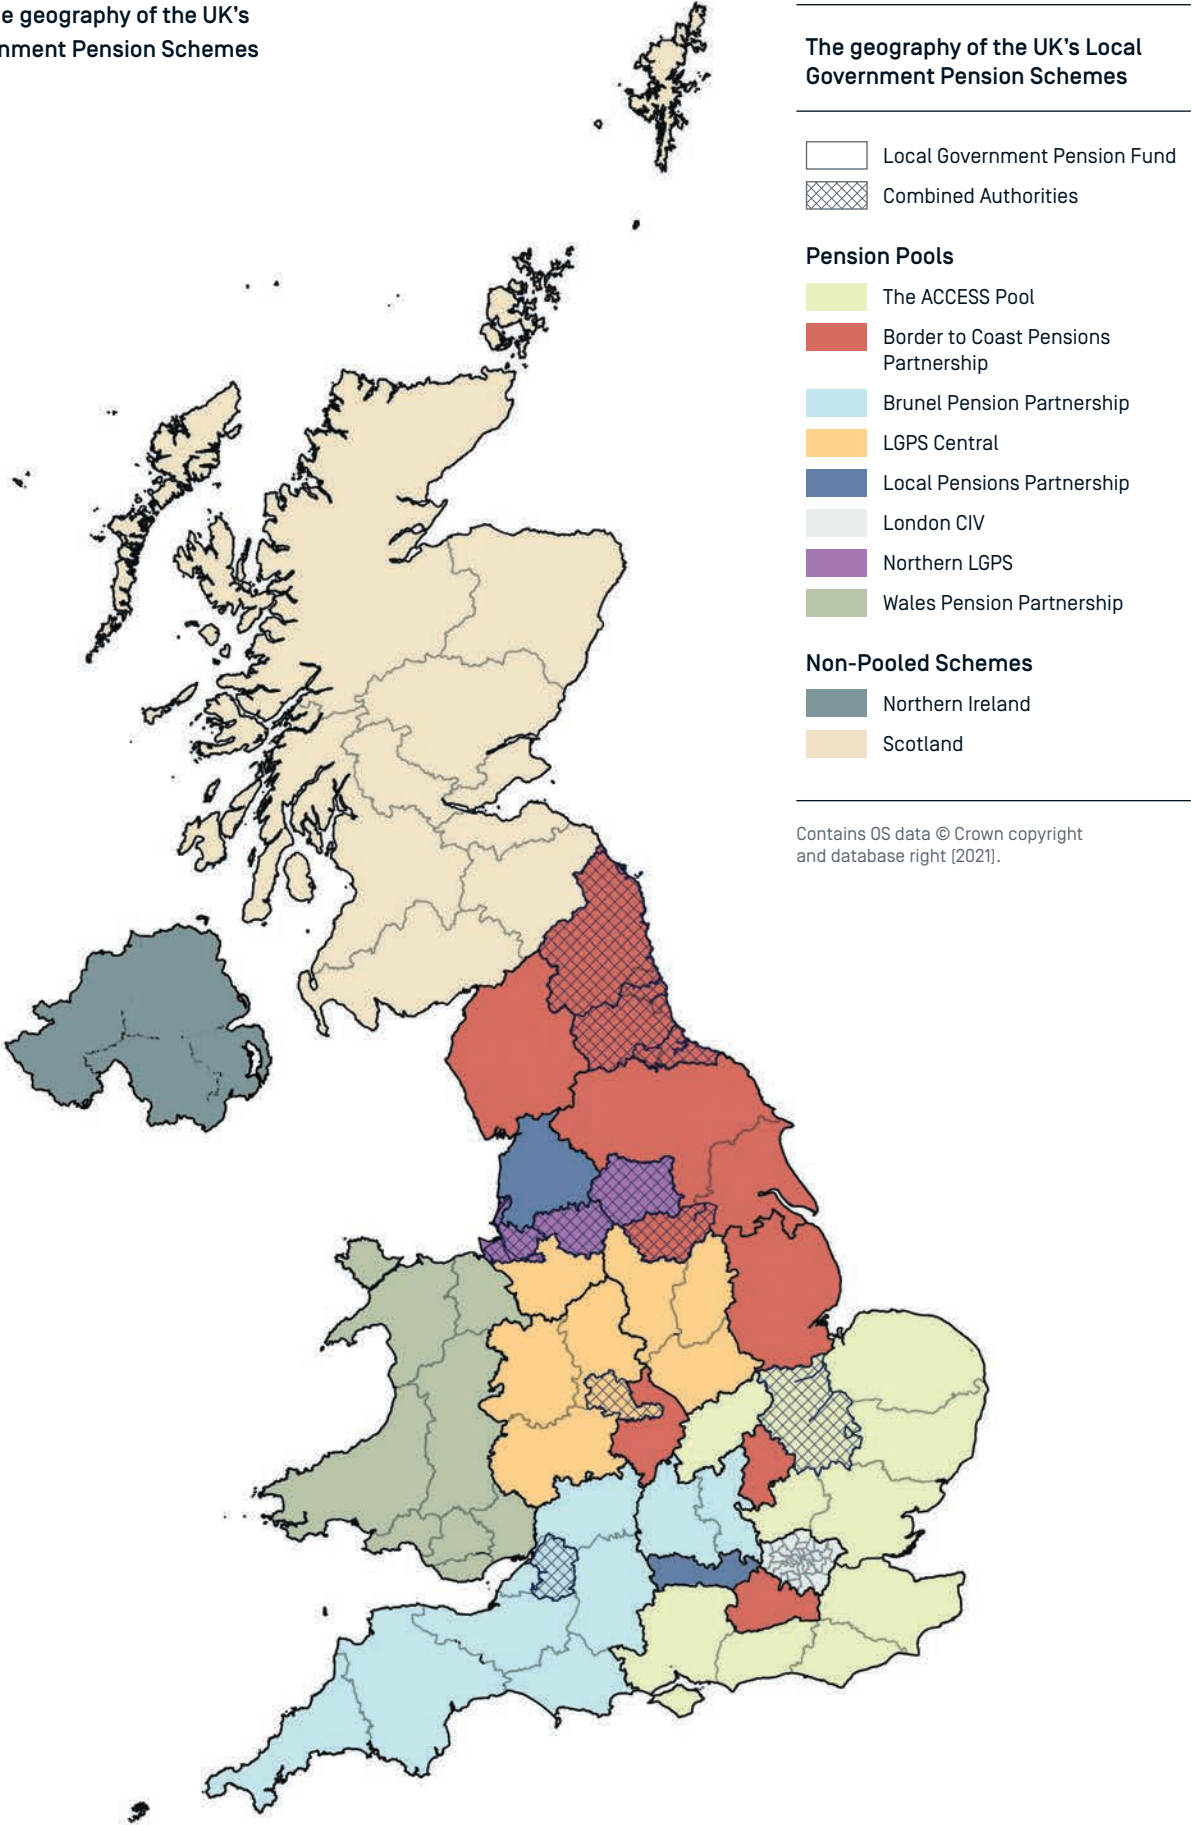 e geography of the UK's
nment Pension Schemes
The geography of the UK's Local
Government Pension Schemes
Local Government Pension Fund
Combined Authorities
Pension Pools
The ACCESS Pool
Border to Coast Pensions
Partnership
Brunel Pension Partnership
LGPS Central
Local Pensions Partnership
London CIV
Northern LGPS
Wales Pension Partnership
Non-Pooled Schemes
Northern Ireland
Scotland
Contains OS data © Crown copyright
and database right (2021).